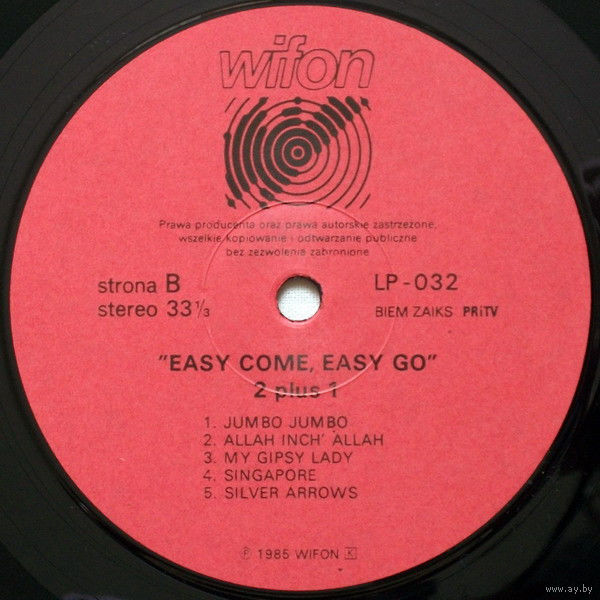 wifon
Prawa producenta oraz prawa autorskie zastrzeżone,
wszelkie kopiowanie i odtwarzanie publiczne
bez zezwolenia zabronione
strona B
stereo 33 1/3
LP-032
BIEM ZAIKS PRiTV
"EASY COME, EASY GO"
2 plus 1
1. JUMBO JUMBO
2. ALLAH INCH' ALLAH
3. MY GIPSY LADY
4. SINGAPORE
5. SILVER ARROWS
Ⓟ 1985 WIFON K
www.ay.by